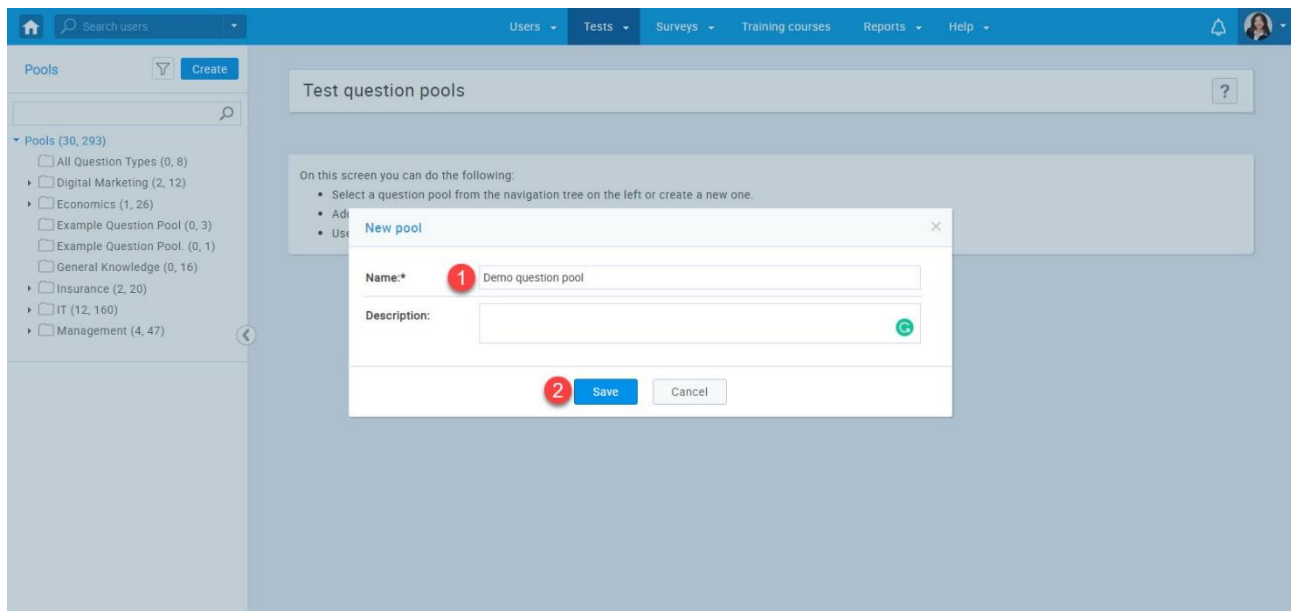 Search users
Users
Tests
Surveys
Training courses
Reports
Help
Pools
Create
Pools (30, 293)
All Question Types (0, 8)
Digital Marketing (2, 12)
Economics (1, 26)
Example Question Pool (0, 3)
Example Question Pool. (0, 1)
General Knowledge (0, 16)
Insurance (2, 20)
IT (12, 160)
Management (4, 47)
Test question pools
?
On this screen you can do the following:
• Select a question pool from the navigation tree on the left or create a new one.
New pool
Name:*
1
Demo question pool
Description:
2
Save
Cancel